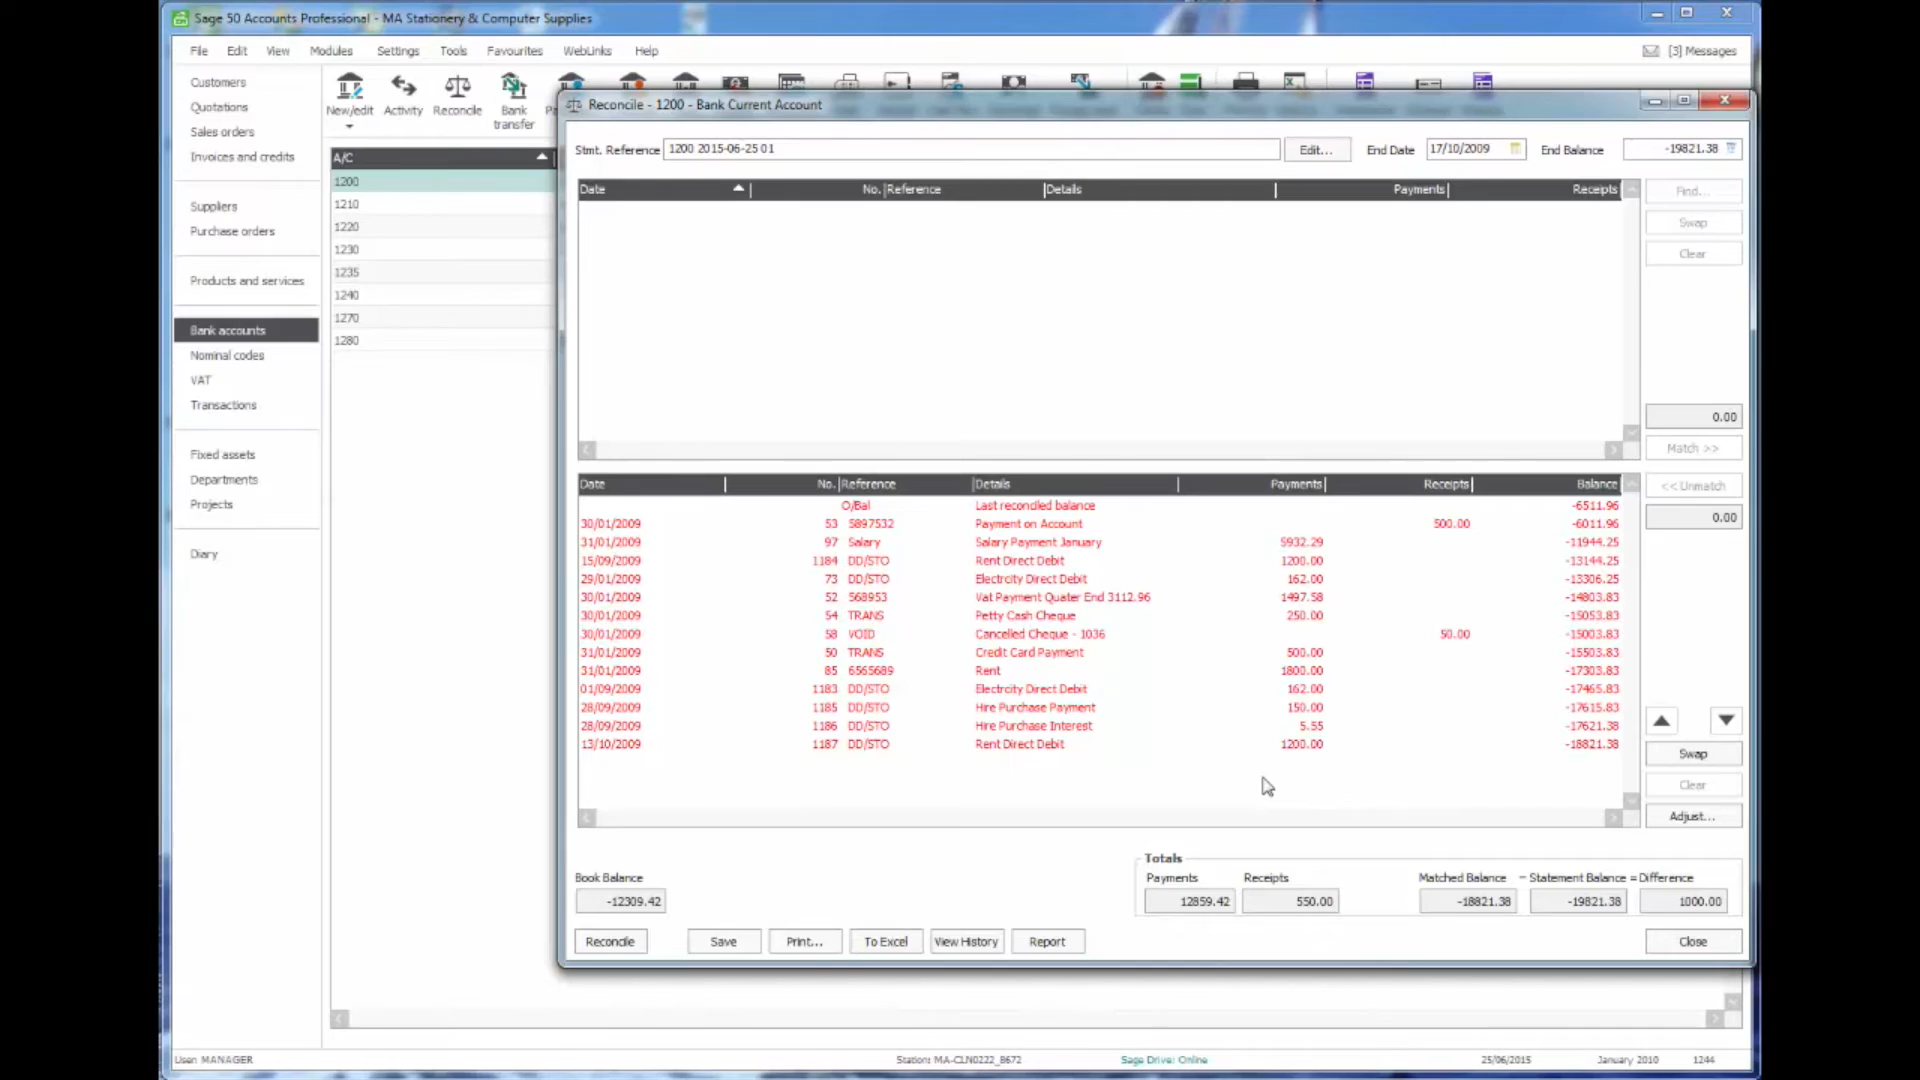 Sage 50 Accounts Professional - MA Stationery & Computer Supplies
File Edit View Modules Settings Tools Favourites WebLinks Help [3] Messages
Customers
Quotations
Sales orders
Invoices and credits
Suppliers
Purchase orders
Products and services
Bank accounts
Nominal codes
VAT
Transactions
Fixed assets
Departments
Projects
Diary
New/edit Activity Reconcile Bank transfer
A/C
1200
1210
1220
1230
1235
1240
1270
1280
Reconcile - 1200 - Bank Current Account
Stmt. Reference 1200 2015-06-25 01 Edit... End Date 17/10/2009 End Balance -19821.38
Date No. Reference Details Payments Receipts
Find...
Swap
Clear
0.00
Match >>
<< Unmatch
0.00
Date No. Reference Details Payments Receipts Balance
O/Bal Last reconciled balance -6511.96
30/01/2009 53 5897532 Payment on Account 500.00 -6011.96
31/01/2009 97 Salary Salary Payment January 5932.29 -11944.25
15/09/2009 1184 DD/STO Rent Direct Debit 1200.00 -13144.25
29/01/2009 73 DD/STO Electrcity Direct Debit 162.00 -13306.25
30/01/2009 52 568953 Vat Payment Quater End 3112.96 1497.58 -14803.83
30/01/2009 54 TRANS Petty Cash Cheque 250.00 -15053.83
30/01/2009 58 VOID Cancelled Cheque - 1036 50.00 -15003.83
31/01/2009 50 TRANS Credit Card Payment 500.00 -15503.83
31/01/2009 85 6565689 Rent 1800.00 -17303.83
01/09/2009 1183 DD/STO Electrcity Direct Debit 162.00 -17465.83
28/09/2009 1185 DD/STO Hire Purchase Payment 150.00 -17615.83
28/09/2009 1186 DD/STO Hire Purchase Interest 5.55 -17621.38
13/10/2009 1187 DD/STO Rent Direct Debit 1200.00 -18821.38
Swap
Clear
Adjust...
Totals
Book Balance Payments Receipts Matched Balance - Statement Balance = Difference
-12309.42 12859.42 550.00 -18821.38 -19821.38 1000.00
Reconcile Save Print... To Excel View History Report Close
User: MANAGER Station: MA-CLN0222_8672 Sage Drive: Online 25/06/2015 January 2010 1244